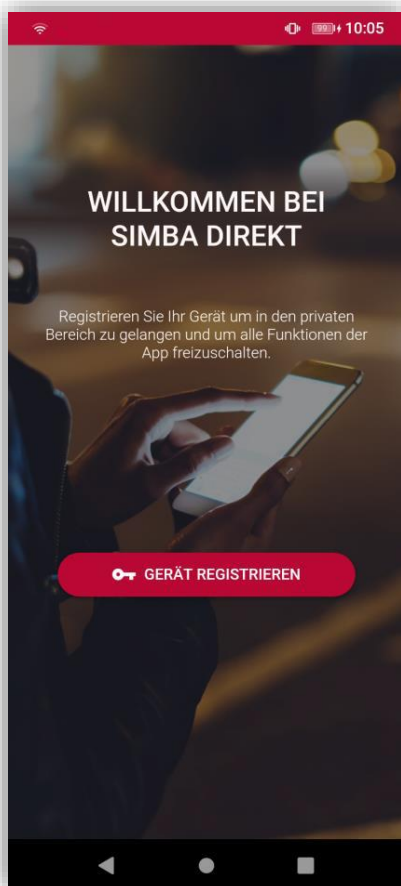 99 10:05
WILLKOMMEN BEI
SIMBA DIREKT
Registrieren Sie Ihr Gerät um in den privaten
Bereich zu gelangen und um alle Funktionen der
App freizuschalten.
GERÄT REGISTRIEREN